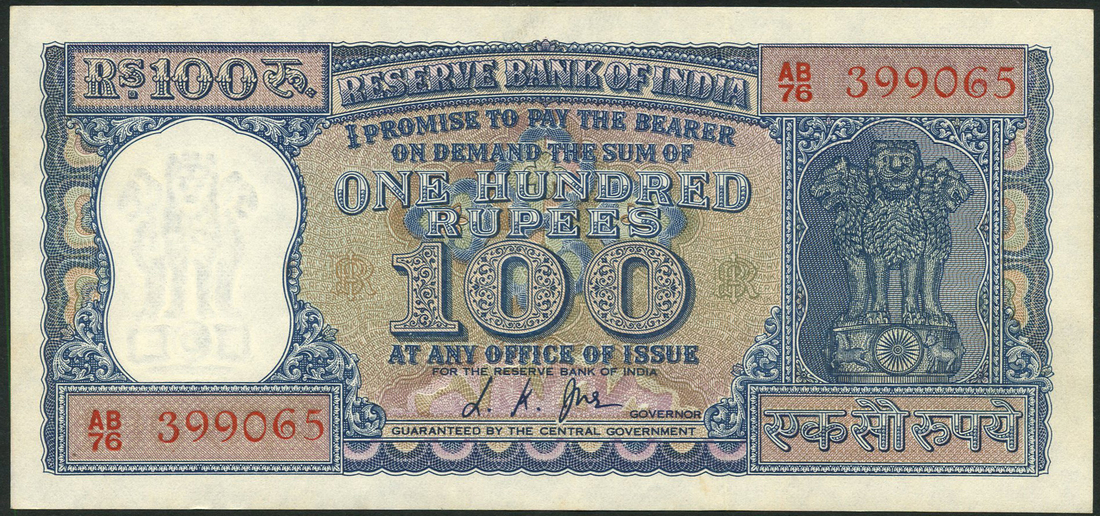 Rs. 100 रु.
RESERVE BANK OF INDIA
AB
76 399065
I PROMISE TO PAY THE BEARER
ON DEMAND THE SUM OF
ONE HUNDRED
RUPEES
100
AT ANY OFFICE OF ISSUE
FOR THE RESERVE BANK OF INDIA
L. K. Jha
GOVERNOR
GUARANTEED BY THE CENTRAL GOVERNMENT
AB
76 399065
एक सौ रुपये